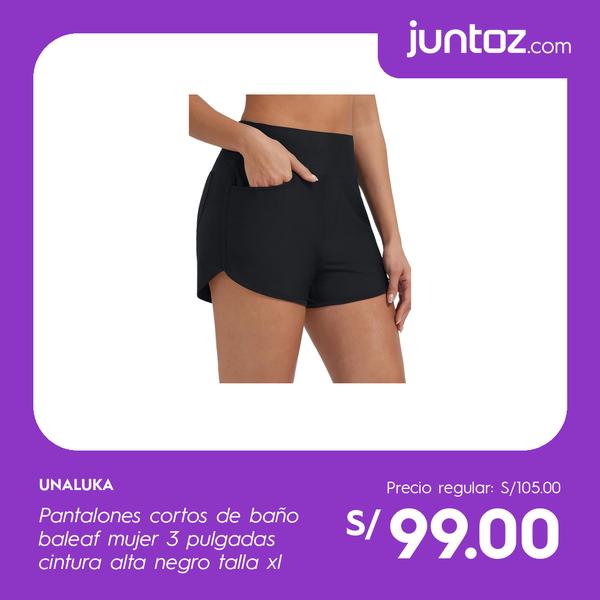 juntoz.com
UNALUKA
Pantalones cortos de baño
baleaf mujer 3 pulgadas
cintura alta negro talla xl
Precio regular: S/105.00
S/99.00